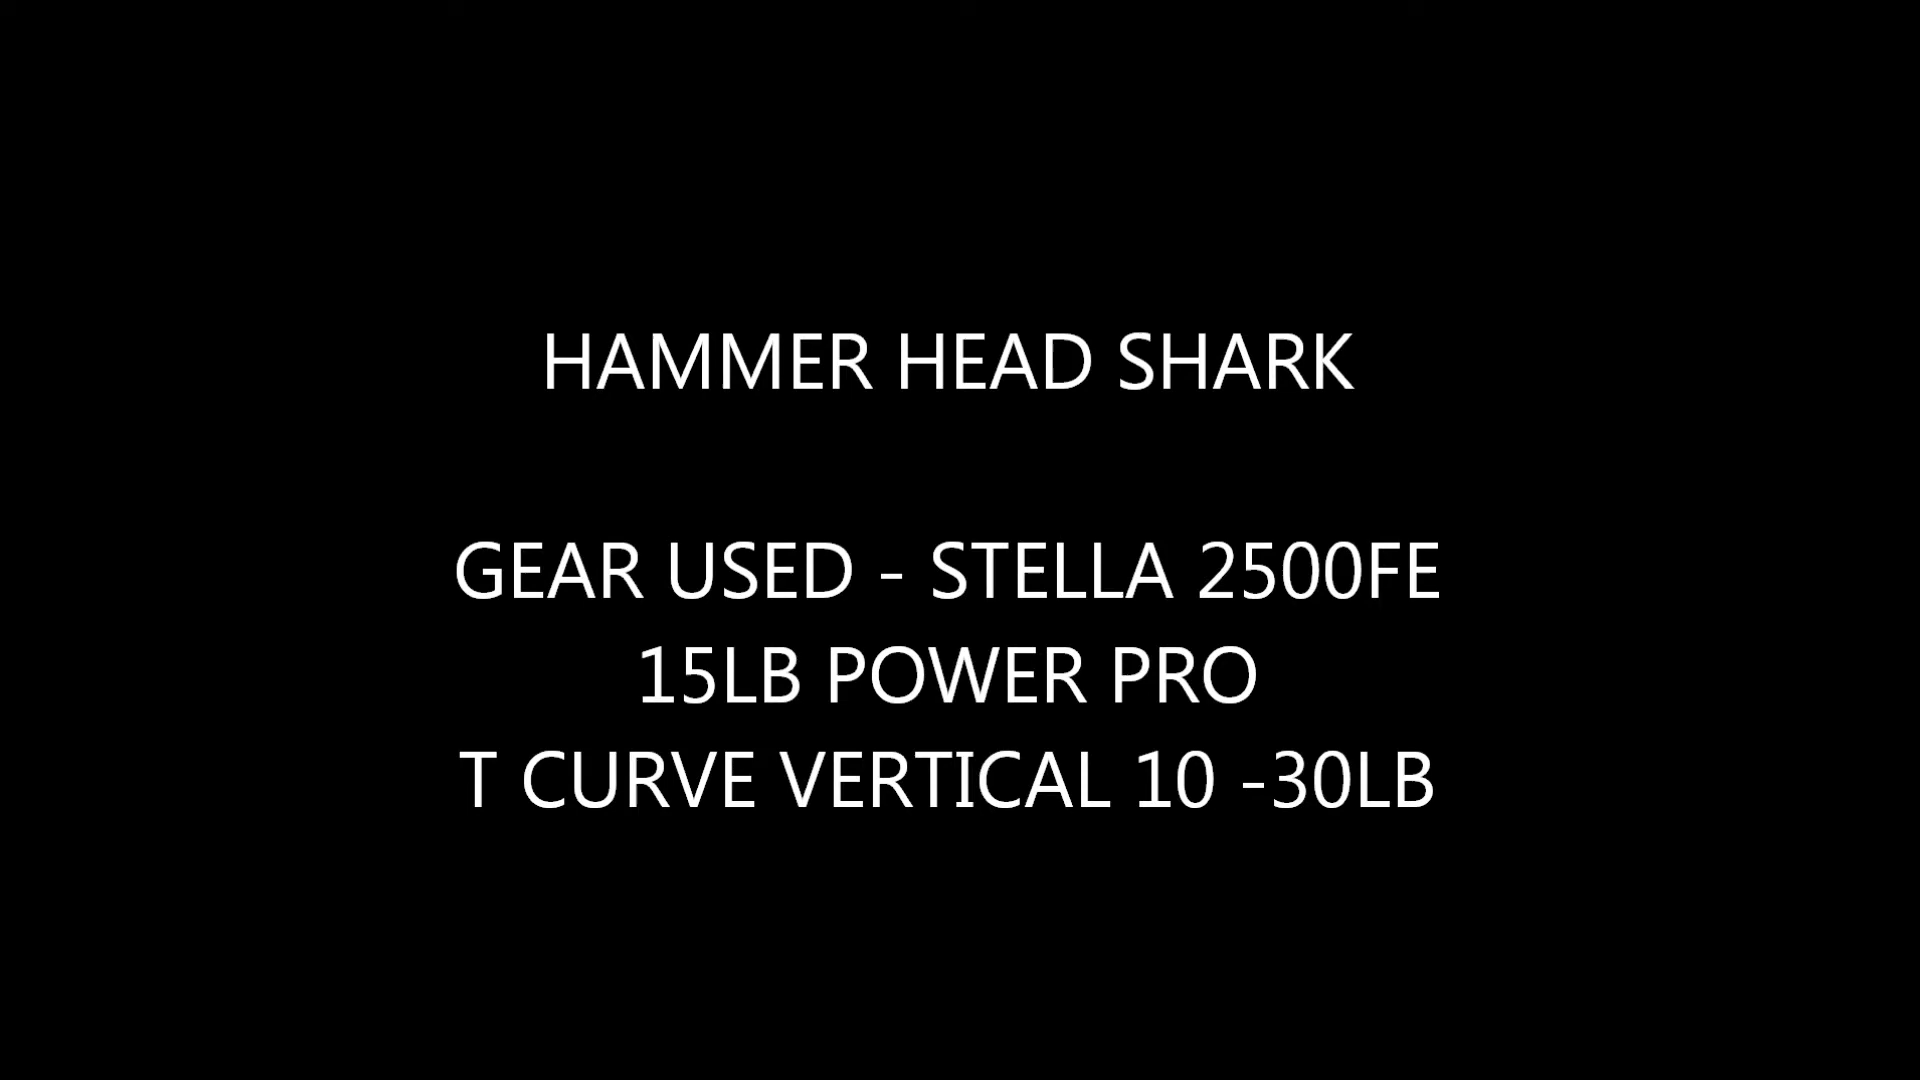 HAMMER HEAD SHARK
GEAR USED - STELLA 2500FE
15LB POWER PRO
T CURVE VERTICAL 10 -30LB